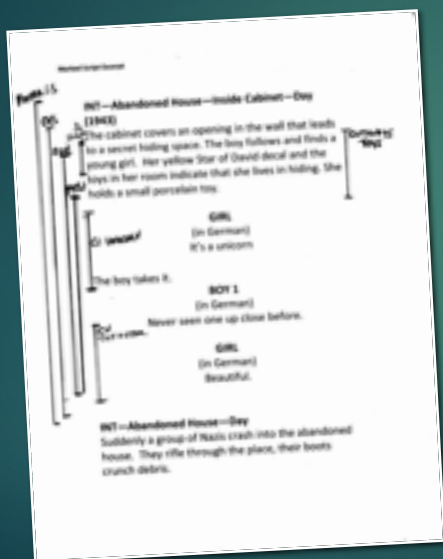 Marked Script Excerpt
INT—Abandoned House—Inside Cabinet—Day
(1943)
The cabinet covers an opening in the wall that leads
to a secret hiding space. The boy follows and finds a
young girl. Her yellow Star of David decal and the
toys in her room indicate that she lives in hiding. She
holds a small porcelain toy.
GIRL
(in German)
It's a unicorn
The boy takes it.
BOY 1
(in German)
Never seen one up close before.
GIRL
(in German)
Beautiful.
INT—Abandoned House—Day
Suddenly a group of Nazis crash into the abandoned
house. They rifle through the place, their boots
crunch debris.